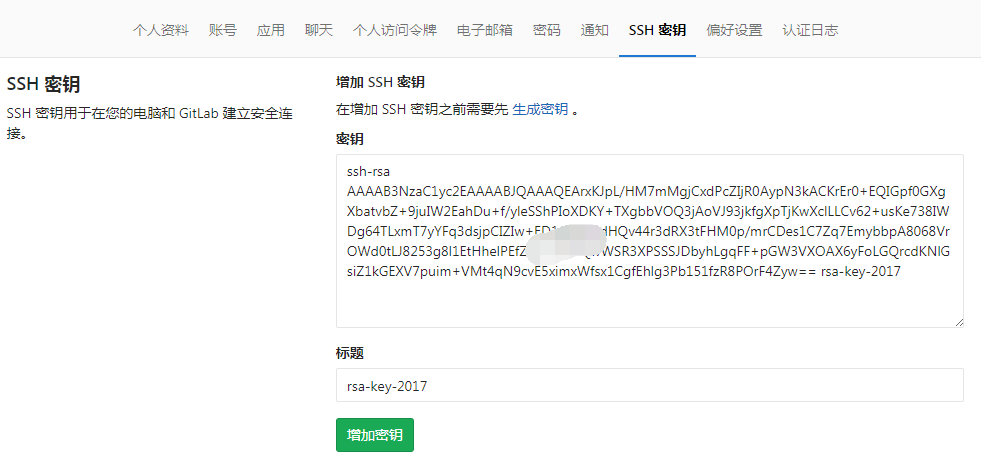 个人资料 账号 应用 聊天 个人访问令牌 电子邮箱 密码 通知 SSH 密钥 偏好设置 认证日志
SSH 密钥
SSH 密钥用于在您的电脑和 GitLab 建立安全连
接。
增加 SSH 密钥
在增加 SSH 密钥之前需要先 生成密钥 。
密钥
ssh-rsa
AAAAB3NzaC1yc2EAAAABJQAAAQEArxKJpL/HM7mMgjCxdPcZIjR0AypN3kACKrEr0+EQIGpf0GXg
XbatvbZ+9juIW2EahDu+f/yleSShPIoXDKY+TXgbbVOQ3jAoVJ93jkfgXpTjKwXclLLCv62+usKe738IW
Dg64TLxmT7yYFq3dsjpCIZIw+ED1 dHQv44r3dRX3tFHM0p/mrCDes1C7Zq7EmybbpA8068Vr
OWd0tLJ8253g8l1EtHhelPEfZ WSR3XPSSSJDbyhLgqFF+pGW3VXOAX6yFoLGQrcdKNlG
siZ1kGEXV7puim+VMt4qN9cvE5ximxWfsx1CgfEhlg3Pb151fzR8POrF4Zyw== rsa-key-2017
标题
rsa-key-2017
增加密钥